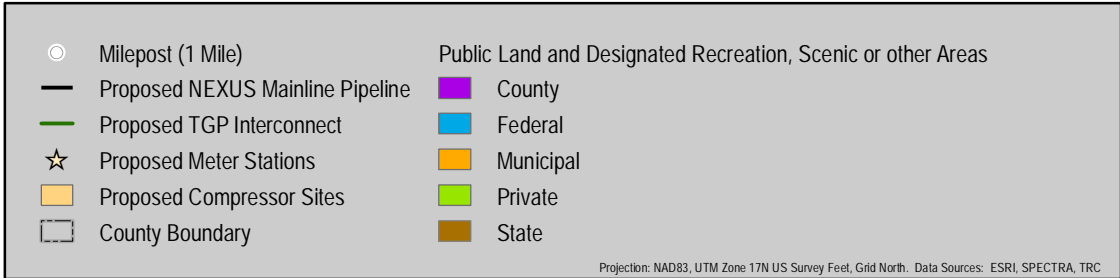 Milepost (1 Mile)
Proposed NEXUS Mainline Pipeline
Proposed TGP Interconnect
Proposed Meter Stations
Proposed Compressor Sites
County Boundary
Public Land and Designated Recreation, Scenic or other Areas
County
Federal
Municipal
Private
State
Projection: NAD83, UTM Zone 17N US Survey Feet, Grid North. Data Sources: ESRI, SPECTRA, TRC